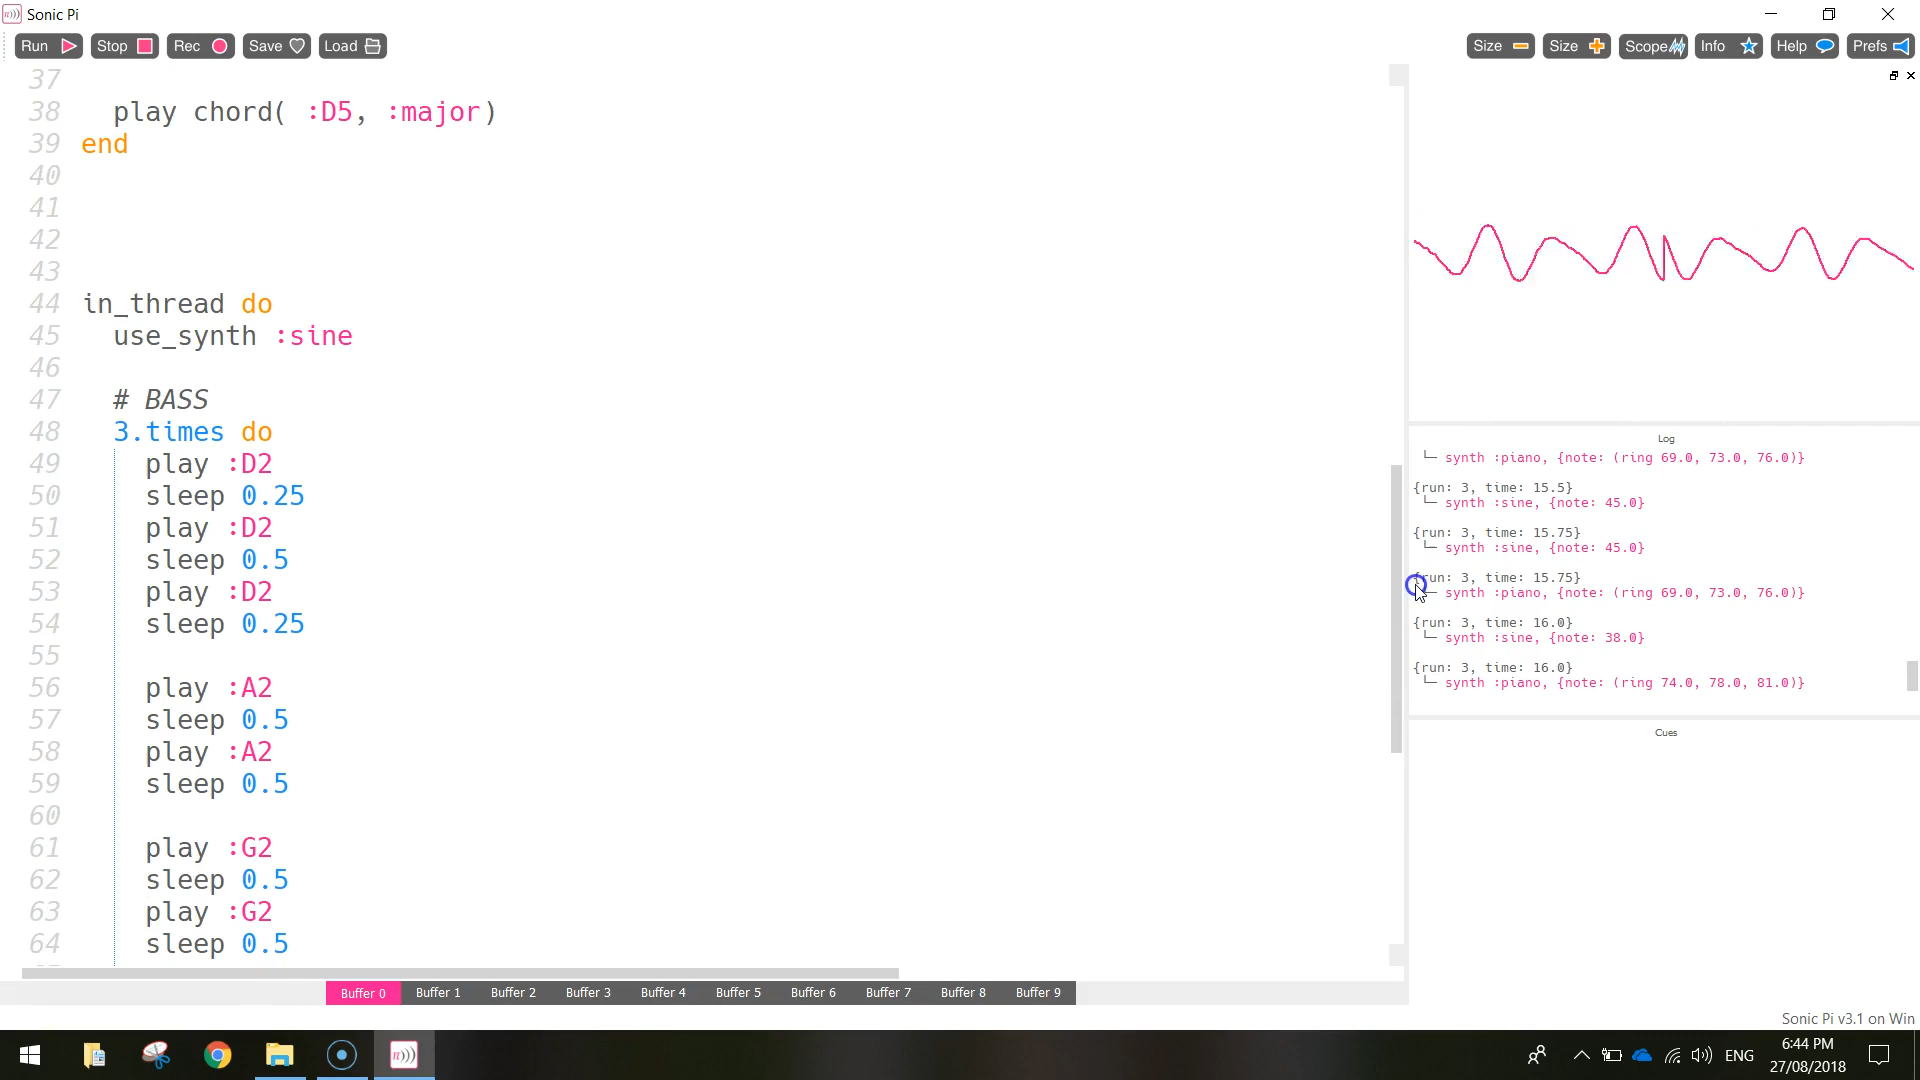 Sonic Pi
Run Stop Rec Save Load Size Size Scope Info Help Prefs
37
38 play chord( :D5, :major)
39 end
40
41
42
43
44 in_thread do
45 use_synth :sine
46
47 # BASS
48 3.times do
49 play :D2
50 sleep 0.25
51 play :D2
52 sleep 0.5
53 play :D2
54 sleep 0.25
55
56 play :A2
57 sleep 0.5
58 play :A2
59 sleep 0.5
60
61 play :G2
62 sleep 0.5
63 play :G2
64 sleep 0.5
Log
└─ synth :piano, {note: (ring 69.0, 73.0, 76.0)}
{run: 3, time: 15.5}
└─ synth :sine, {note: 45.0}
{run: 3, time: 15.75}
└─ synth :sine, {note: 45.0}
{run: 3, time: 15.75}
└─ synth :piano, {note: (ring 69.0, 73.0, 76.0)}
{run: 3, time: 16.0}
└─ synth :sine, {note: 38.0}
{run: 3, time: 16.0}
└─ synth :piano, {note: (ring 74.0, 78.0, 81.0)}
Cues
Buffer 0 Buffer 1 Buffer 2 Buffer 3 Buffer 4 Buffer 5 Buffer 6 Buffer 7 Buffer 8 Buffer 9
Sonic Pi v3.1 on Win
ENG
6:44 PM
27/08/2018